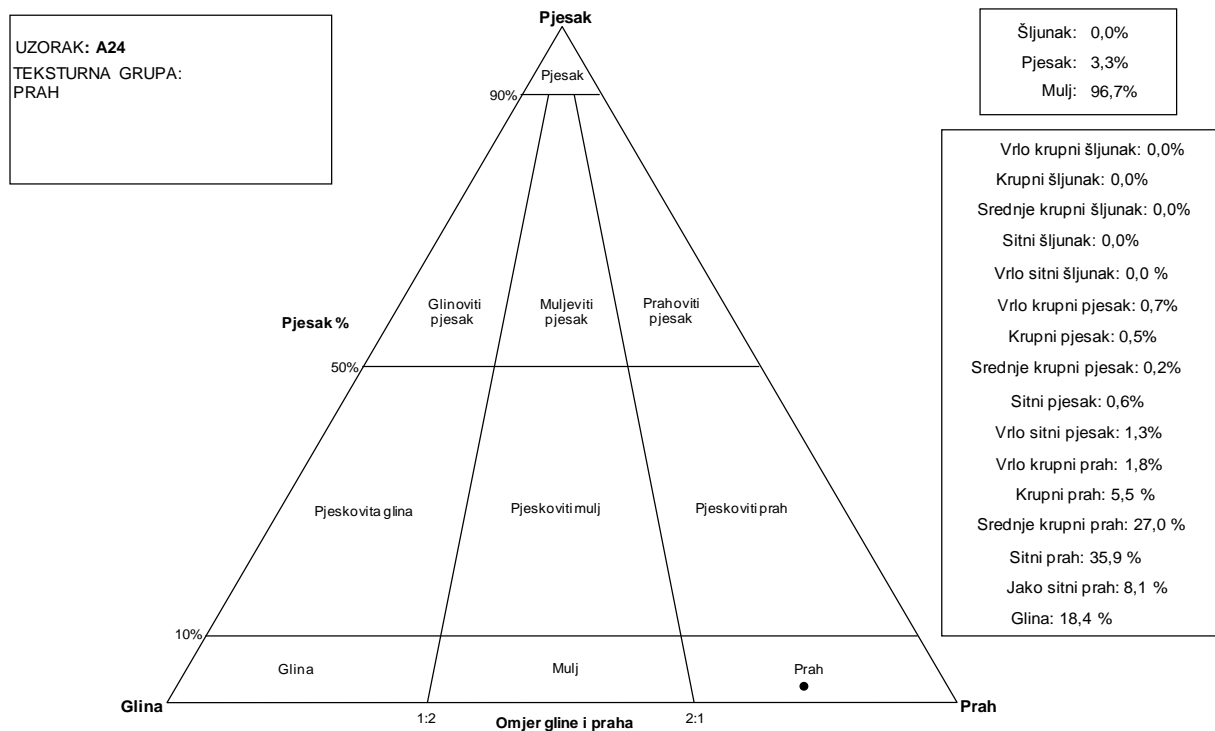 UZORAK: A24
TEKSTURNA GRUPA:
PRAH
Pjesak
Pjesak
90%
Glinoviti
pjesak
Muljeviti
pjesak
Prahoviti
pjesak
Pjesak %
50%
Pjeskovita glina
Pjeskoviti mulj
Pjeskoviti prah
10%
Glina
Mulj
Prah
Glina
1:2
Omjer gline i praha
2:1
Prah
Šljunak: 0,0%
Pjesak: 3,3%
Mulj: 96,7%
Vrlo krupni šljunak: 0,0%
Krupni šljunak: 0,0%
Srednje krupni šljunak: 0,0%
Sitni šljunak: 0,0%
Vrlo sitni šljunak: 0,0 %
Vrlo krupni pjesak: 0,7%
Krupni pjesak: 0,5%
Srednje krupni pjesak: 0,2%
Sitni pjesak: 0,6%
Vrlo sitni pjesak: 1,3%
Vrlo krupni prah: 1,8%
Krupni prah: 5,5 %
Srednje krupni prah: 27,0 %
Sitni prah: 35,9 %
Jako sitni prah: 8,1 %
Glina: 18,4 %